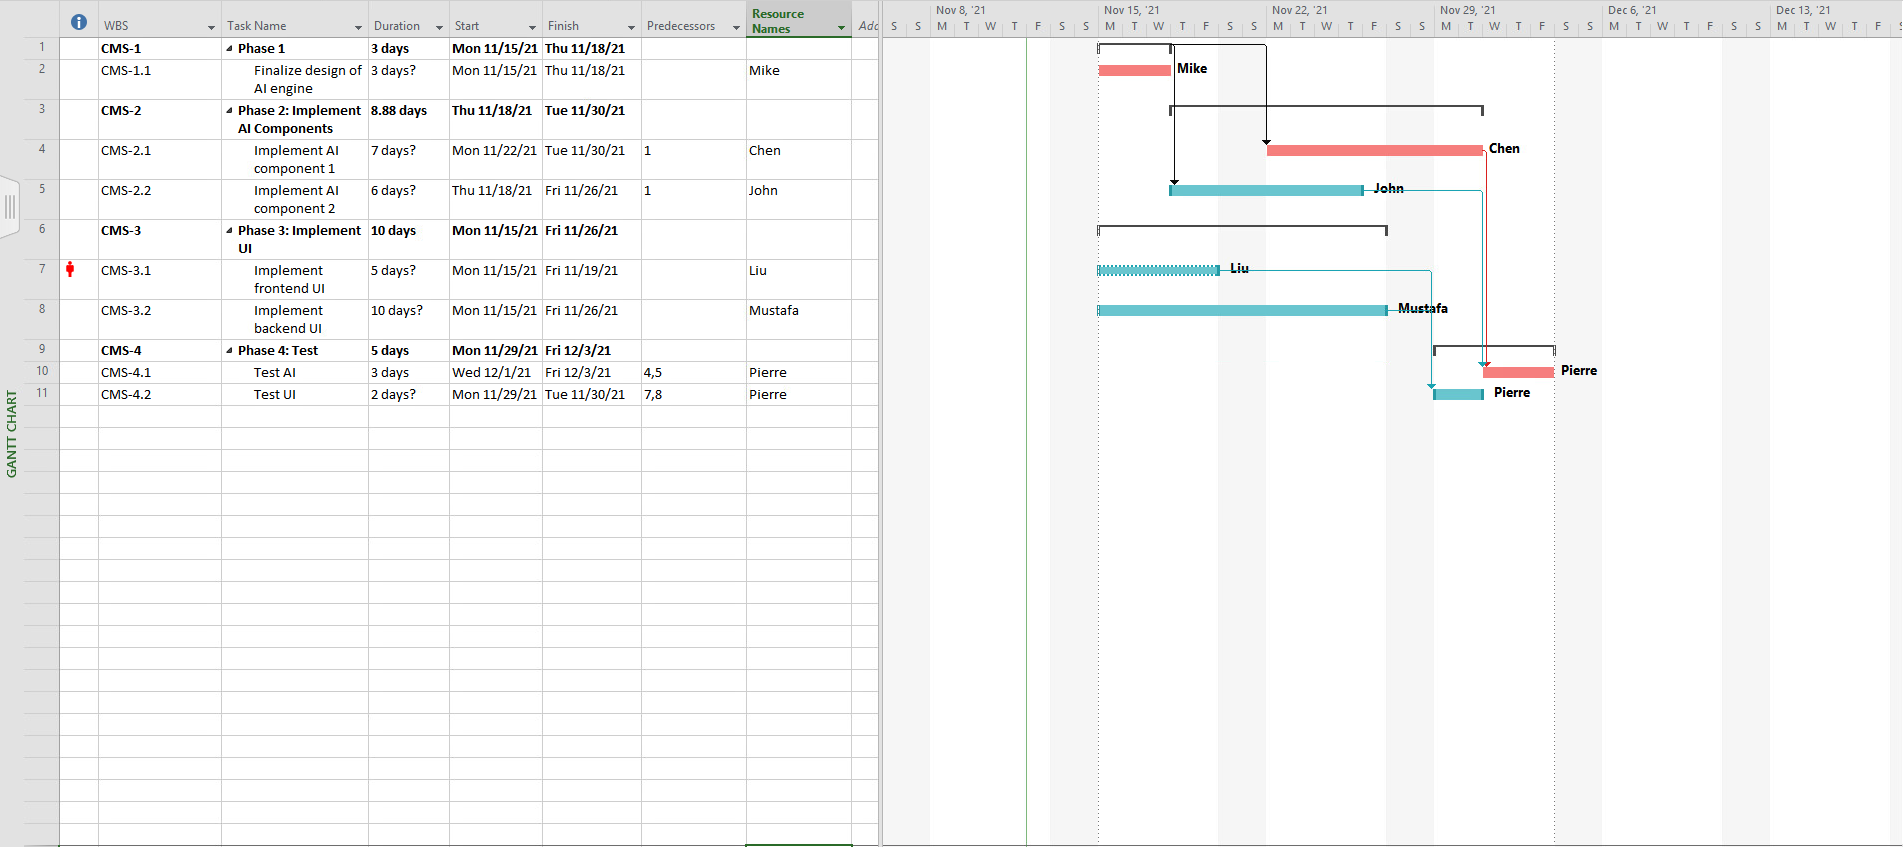 WBS Task Name Duration Start Finish Predecessors Resource Names Add
Nov 8, '21 Nov 15, '21 Nov 22, '21 Nov 29, '21 Dec 6, '21 Dec 13, '21
S S M T W T F S S M T W T F S S M T W T F S S M T W T F S S M T W T F S S M T W T F S
1 CMS-1 Phase 1 3 days Mon 11/15/21 Thu 11/18/21
2 CMS-1.1 Finalize design of 3 days? Mon 11/15/21 Thu 11/18/21 Mike Mike
AI engine
3 CMS-2 Phase 2: Implement 8.88 days Thu 11/18/21 Tue 11/30/21
AI Components
4 CMS-2.1 Implement AI 7 days? Mon 11/22/21 Tue 11/30/21 1 Chen Chen
component 1
5 CMS-2.2 Implement AI 6 days? Thu 11/18/21 Fri 11/26/21 1 John John
component 2
6 CMS-3 Phase 3: Implement 10 days Mon 11/15/21 Fri 11/26/21
UI
7 CMS-3.1 Implement 5 days? Mon 11/15/21 Fri 11/19/21 Liu Liu
frontend UI
8 CMS-3.2 Implement 10 days? Mon 11/15/21 Fri 11/26/21 Mustafa Mustafa
backend UI
9 CMS-4 Phase 4: Test 5 days Mon 11/29/21 Fri 12/3/21
10 CMS-4.1 Test AI 3 days Wed 12/1/21 Fri 12/3/21 4,5 Pierre Pierre
11 CMS-4.2 Test UI 2 days? Mon 11/29/21 Tue 11/30/21 7,8 Pierre Pierre
GANTT CHART